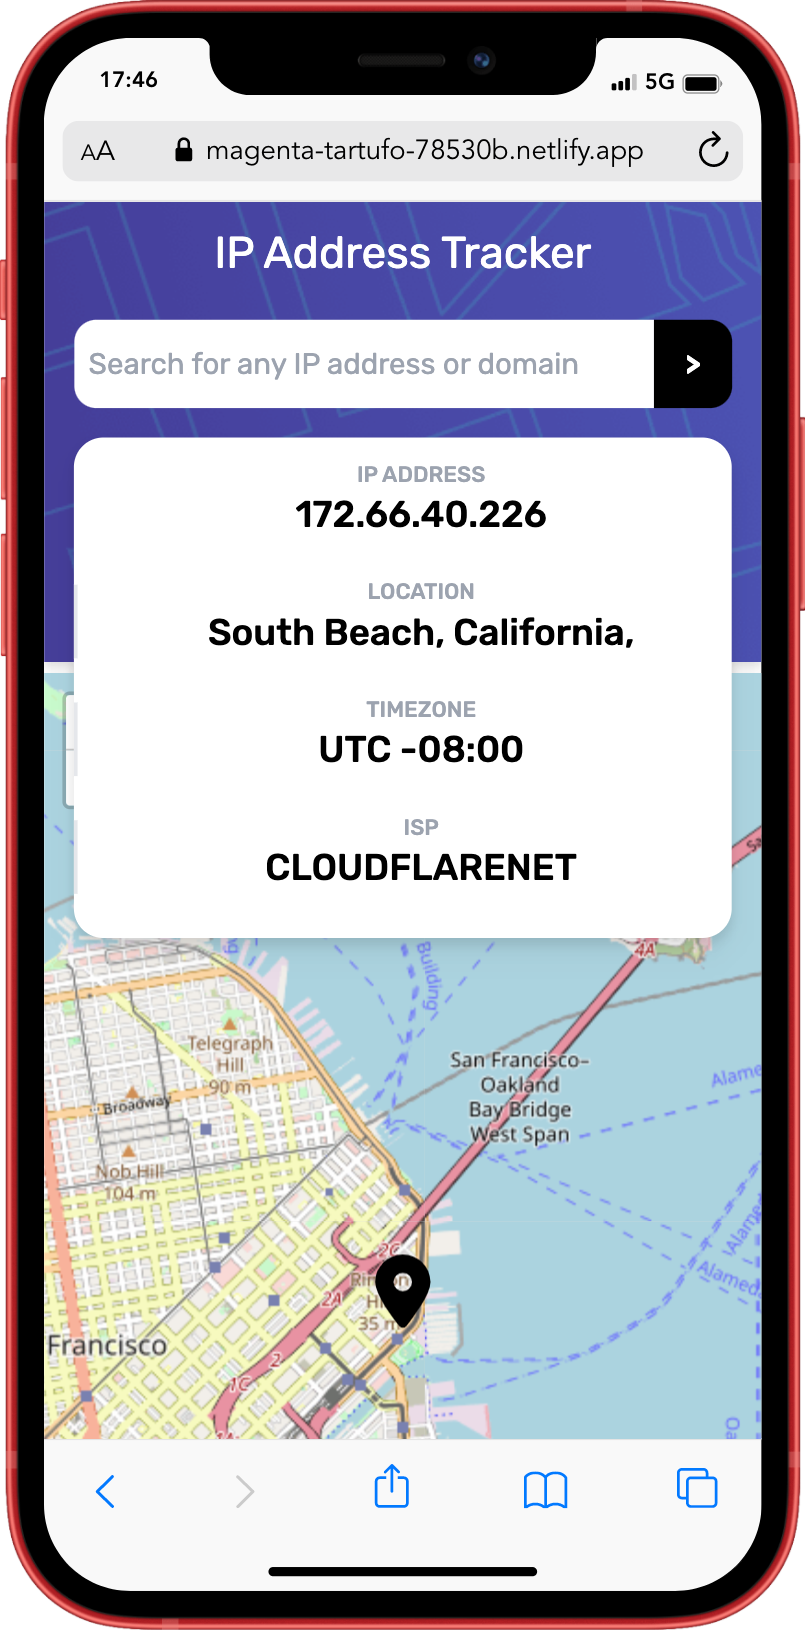 17:46
5G
AA
magenta-tartufo-78530b.netlify.app
IP Address Tracker
Search for any IP address or domain
>
IP ADDRESS
172.66.40.226
LOCATION
South Beach, California,
TIMEZONE
UTC -08:00
ISP
CLOUDFLARENET
4A
Building
Telegraph
Hill
90 m
San Francisco–
Oakland
Bay Bridge
West Span
Alame
Broadway
Nob Hill
104 m
2C
Alame
Alameda
2A
35 m
Francisco
2
1C